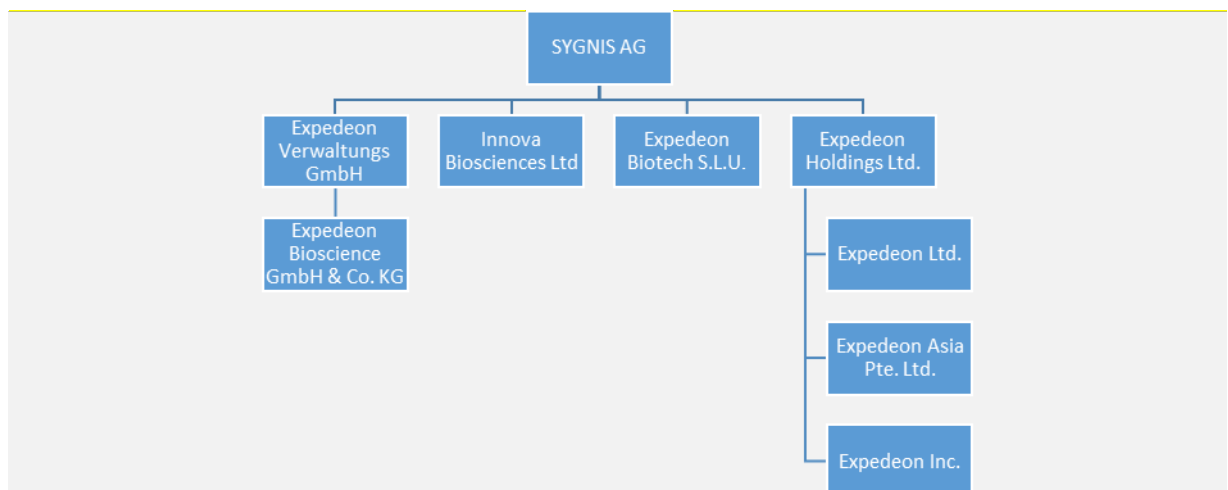 SYGNIS AG
Expedeon
Verwaltungs
GmbH
Innova
Biosciences Ltd
Expedeon
Biotech S.L.U.
Expedeon
Holdings Ltd.
Expedeon
Bioscience
GmbH & Co. KG
Expedeon Ltd.
Expedeon Asia
Pte. Ltd.
Expedeon Inc.